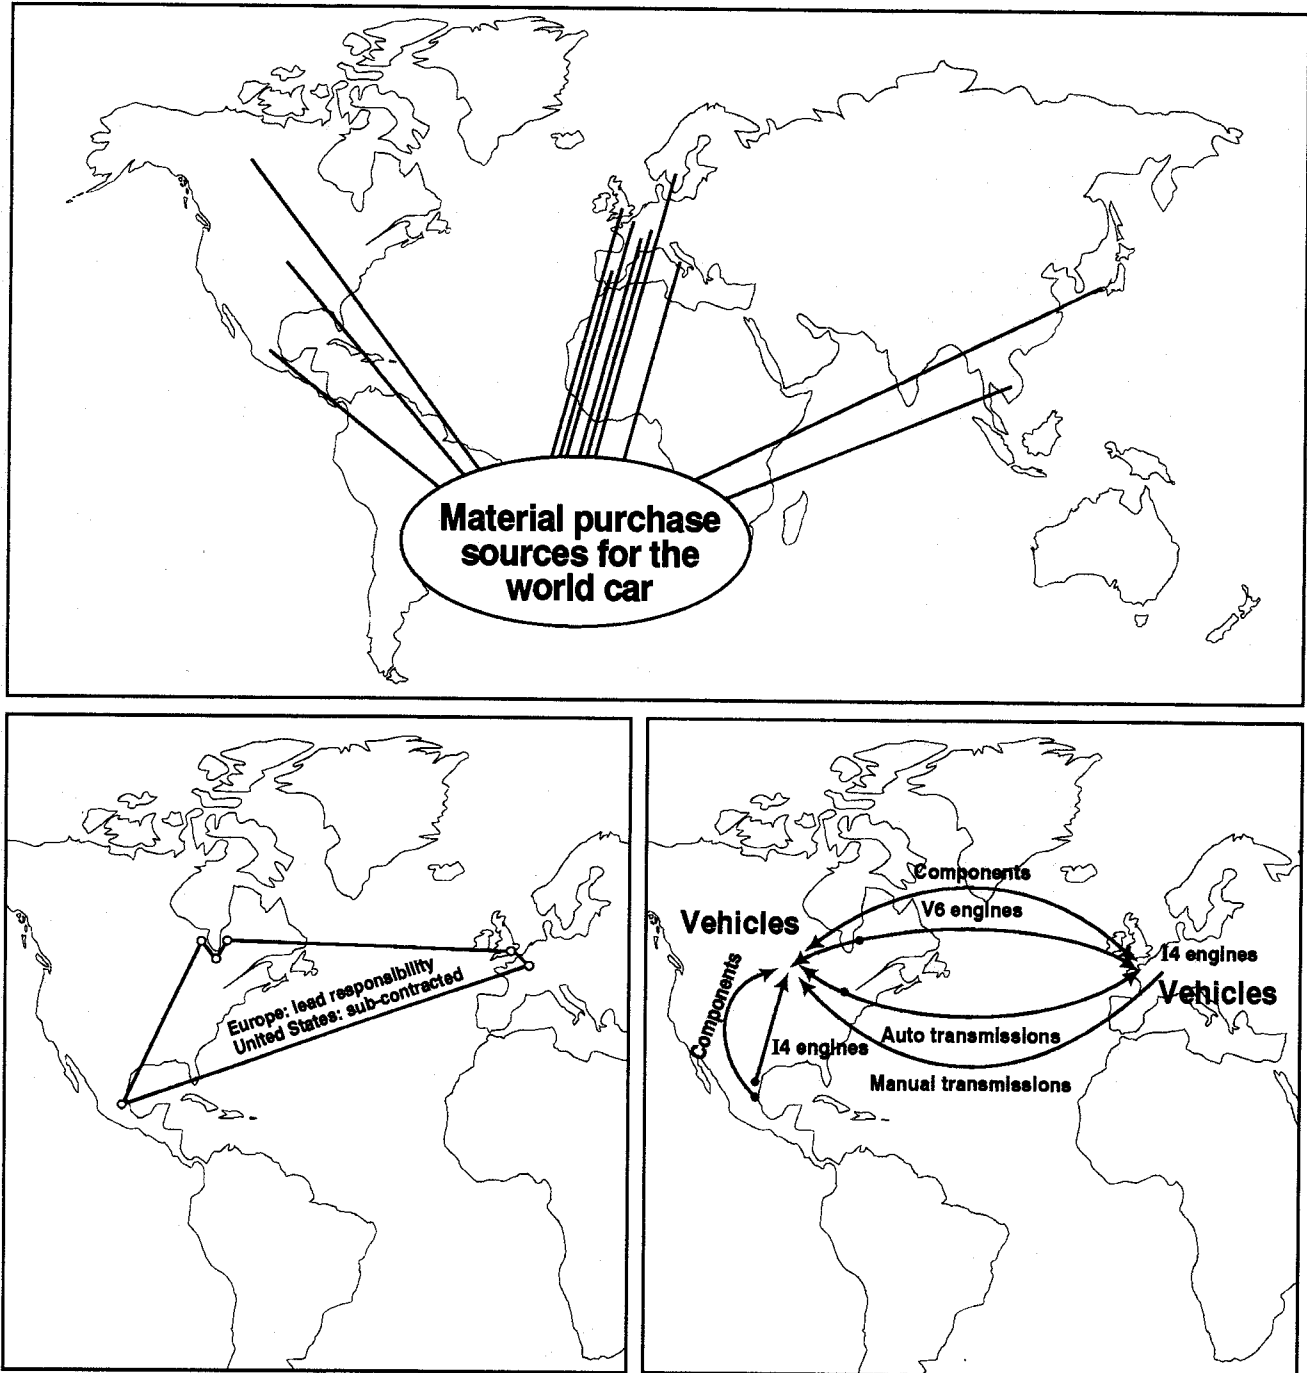 Material purchase
sources for the
world car
Europe: lead responsibility
United States: sub-contracted
Components
V6 engines
Vehicles
I4 engines
Vehicles
Components
I4 engines
Auto transmissions
Manual transmissions